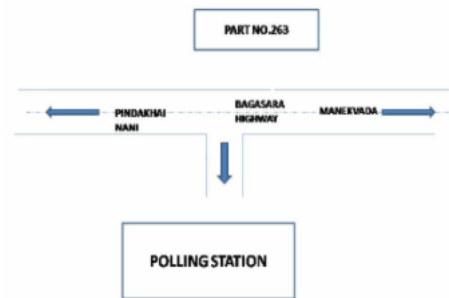 PART NO.263
PINDAKHAI
NANI
BAGASARA
HIGHWAY
MANEKVADA
POLLING STATION